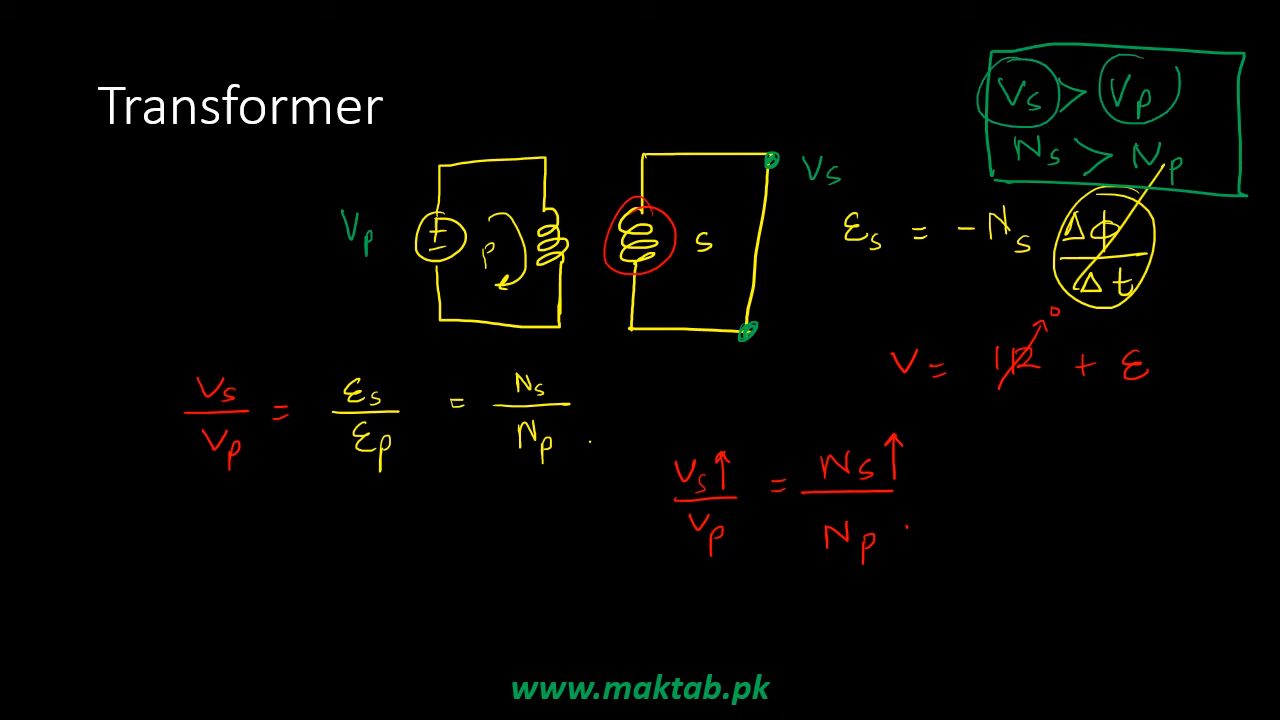 Transformer
Vs > Vp
Ns > Np
Vp
±
P
S
Vs
εs = - Ns Δϕ/Δt
V = IR↗0 + ε
Vs/Vp = εs/εp = Ns/Np .
Vs↑/Vp = Ns↑/Np .
www.maktab.pk